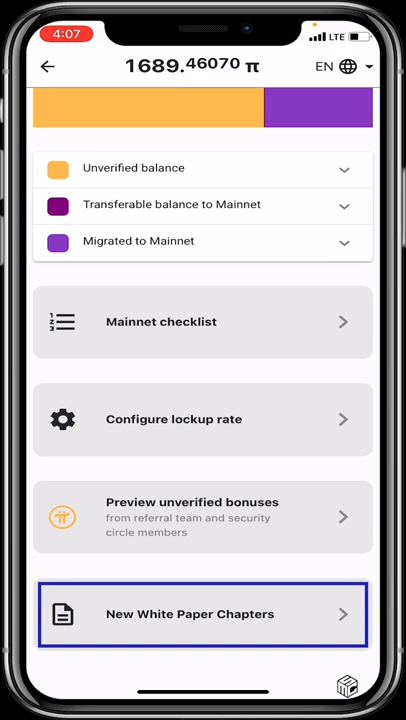 4:07
LTE
1689.46070 π
EN
Unverified balance
Transferable balance to Mainnet
Migrated to Mainnet
Mainnet checklist
Configure lockup rate
Preview unverified bonuses
from referral team and security
circle members
New White Paper Chapters